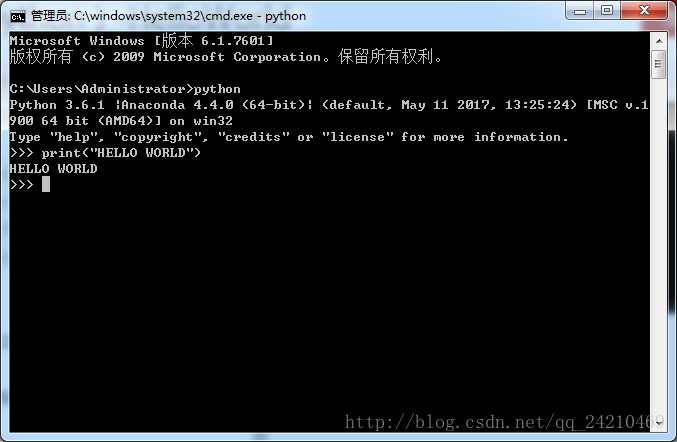 管理员: C:\windows\system32\cmd.exe - python
Microsoft Windows [版本 6.1.7601]
版权所有 (c) 2009 Microsoft Corporation。保留所有权利。
C:\Users\Administrator>python
Python 3.6.1 |Anaconda 4.4.0 (64-bit)| (default, May 11 2017, 13:25:24) [MSC v.1
900 64 bit (AMD64)] on win32
Type "help", "copyright", "credits" or "license" for more information.
>>> print("HELLO WORLD")
HELLO WORLD
>>>
http://blog.csdn.net/qq_24210469